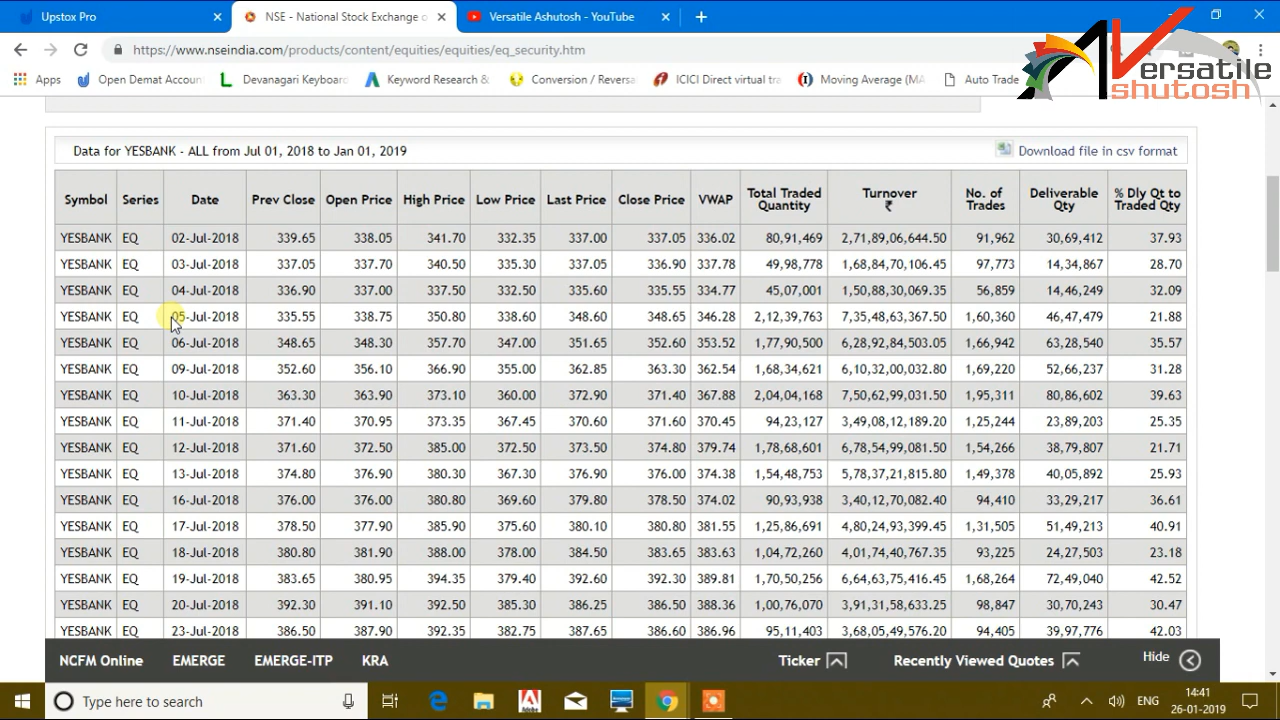 Upstox Pro
NSE - National Stock Exchange o
Versatile Ashutosh - YouTube
https://www.nseindia.com/products/content/equities/equities/eq_security.htm
Apps
Open Demat Accoun
Devanagari Keyboar
Keyword Research
Conversion / Reversa
ICICI Direct virtual tra
Moving Average (MA
Auto Trade
Versatile
Ashutosh
Data for YESBANK - ALL from Jul 01, 2018 to Jan 01, 2019
Download file in csv format
Symbol Series Date Prev Close Open Price High Price Low Price Last Price Close Price VWAP Total Traded Quantity Turnover ₹ No. of Trades Deliverable Qty % Dly Qt to Traded Qty
YESBANK EQ 02-Jul-2018 339.65 338.05 341.70 332.35 337.00 337.05 336.02 80,91,469 2,71,89,06,644.50 91,962 30,69,412 37.93
YESBANK EQ 03-Jul-2018 337.05 337.70 340.50 335.30 337.05 336.90 337.78 49,98,778 1,68,84,70,106.45 97,773 14,34,867 28.70
YESBANK EQ 04-Jul-2018 336.90 337.00 337.50 332.50 335.60 335.55 334.77 45,07,001 1,50,88,30,069.35 56,859 14,46,249 32.09
YESBANK EQ 05-Jul-2018 335.55 338.75 350.80 338.60 348.60 348.65 346.28 2,12,39,763 7,35,48,63,367.50 1,60,360 46,47,479 21.88
YESBANK EQ 06-Jul-2018 348.65 348.30 357.70 347.00 351.65 352.60 353.52 1,77,90,500 6,28,92,84,503.05 1,66,942 63,28,540 35.57
YESBANK EQ 09-Jul-2018 352.60 356.10 366.90 355.00 362.85 363.30 362.54 1,68,34,621 6,10,32,00,032.80 1,69,220 52,66,237 31.28
YESBANK EQ 10-Jul-2018 363.30 363.90 373.10 360.00 372.90 371.40 367.88 2,04,04,168 7,50,62,99,031.50 1,95,311 80,86,602 39.63
YESBANK EQ 11-Jul-2018 371.40 370.95 373.35 367.45 370.60 371.60 370.45 94,23,127 3,49,08,12,189.20 1,25,244 23,89,203 25.35
YESBANK EQ 12-Jul-2018 371.60 372.50 385.00 372.50 373.50 374.80 379.74 1,78,68,601 6,78,54,99,081.50 1,54,266 38,79,807 21.71
YESBANK EQ 13-Jul-2018 374.80 376.90 380.30 367.30 376.90 376.00 374.38 1,54,48,753 5,78,37,21,815.80 1,49,378 40,05,892 25.93
YESBANK EQ 16-Jul-2018 376.00 376.00 380.80 369.60 379.80 378.50 374.02 90,93,938 3,40,12,70,082.40 94,410 33,29,217 36.61
YESBANK EQ 17-Jul-2018 378.50 377.90 385.90 375.60 380.10 380.80 381.55 1,25,86,691 4,80,24,93,399.45 1,31,505 51,49,213 40.91
YESBANK EQ 18-Jul-2018 380.80 381.90 388.00 378.00 384.50 383.65 383.63 1,04,72,260 4,01,74,40,767.35 93,225 24,27,503 23.18
YESBANK EQ 19-Jul-2018 383.65 380.95 394.35 379.40 392.60 392.30 389.81 1,70,50,256 6,64,63,75,416.45 1,68,264 72,49,040 42.52
YESBANK EQ 20-Jul-2018 392.30 391.10 392.50 385.30 386.25 386.50 388.36 1,00,76,070 3,91,31,58,633.25 98,847 30,70,243 30.47
YESBANK EQ 23-Jul-2018 386.50 387.90 392.35 382.75 387.65 386.60 386.96 95,11,403 3,68,05,49,576.20 94,405 39,97,776 42.03
NCFM Online EMERGE EMERGE-ITP KRA Ticker Recently Viewed Quotes Hide
Type here to search
ENG
14:41
26-01-2019